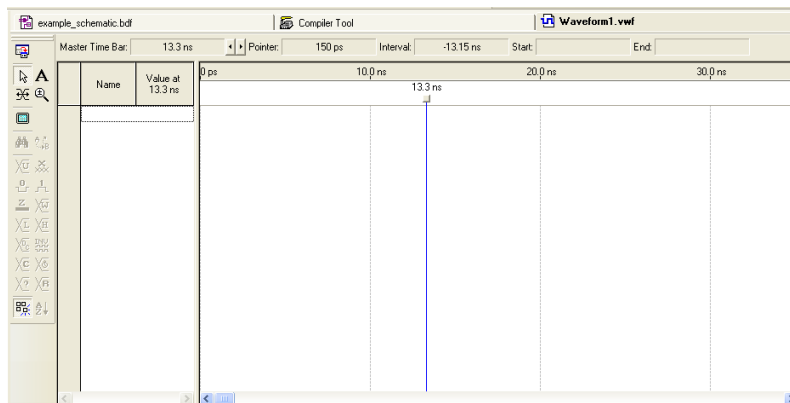 example_schematic.bdf Compiler Tool Waveform1.vwf
Master Time Bar: 13.3 ns Pointer: 150 ps Interval: -13.15 ns Start: End:
Name Value at 13.3 ns 0 ps 10.0 ns 20.0 ns 30.0 ns
13.3 ns